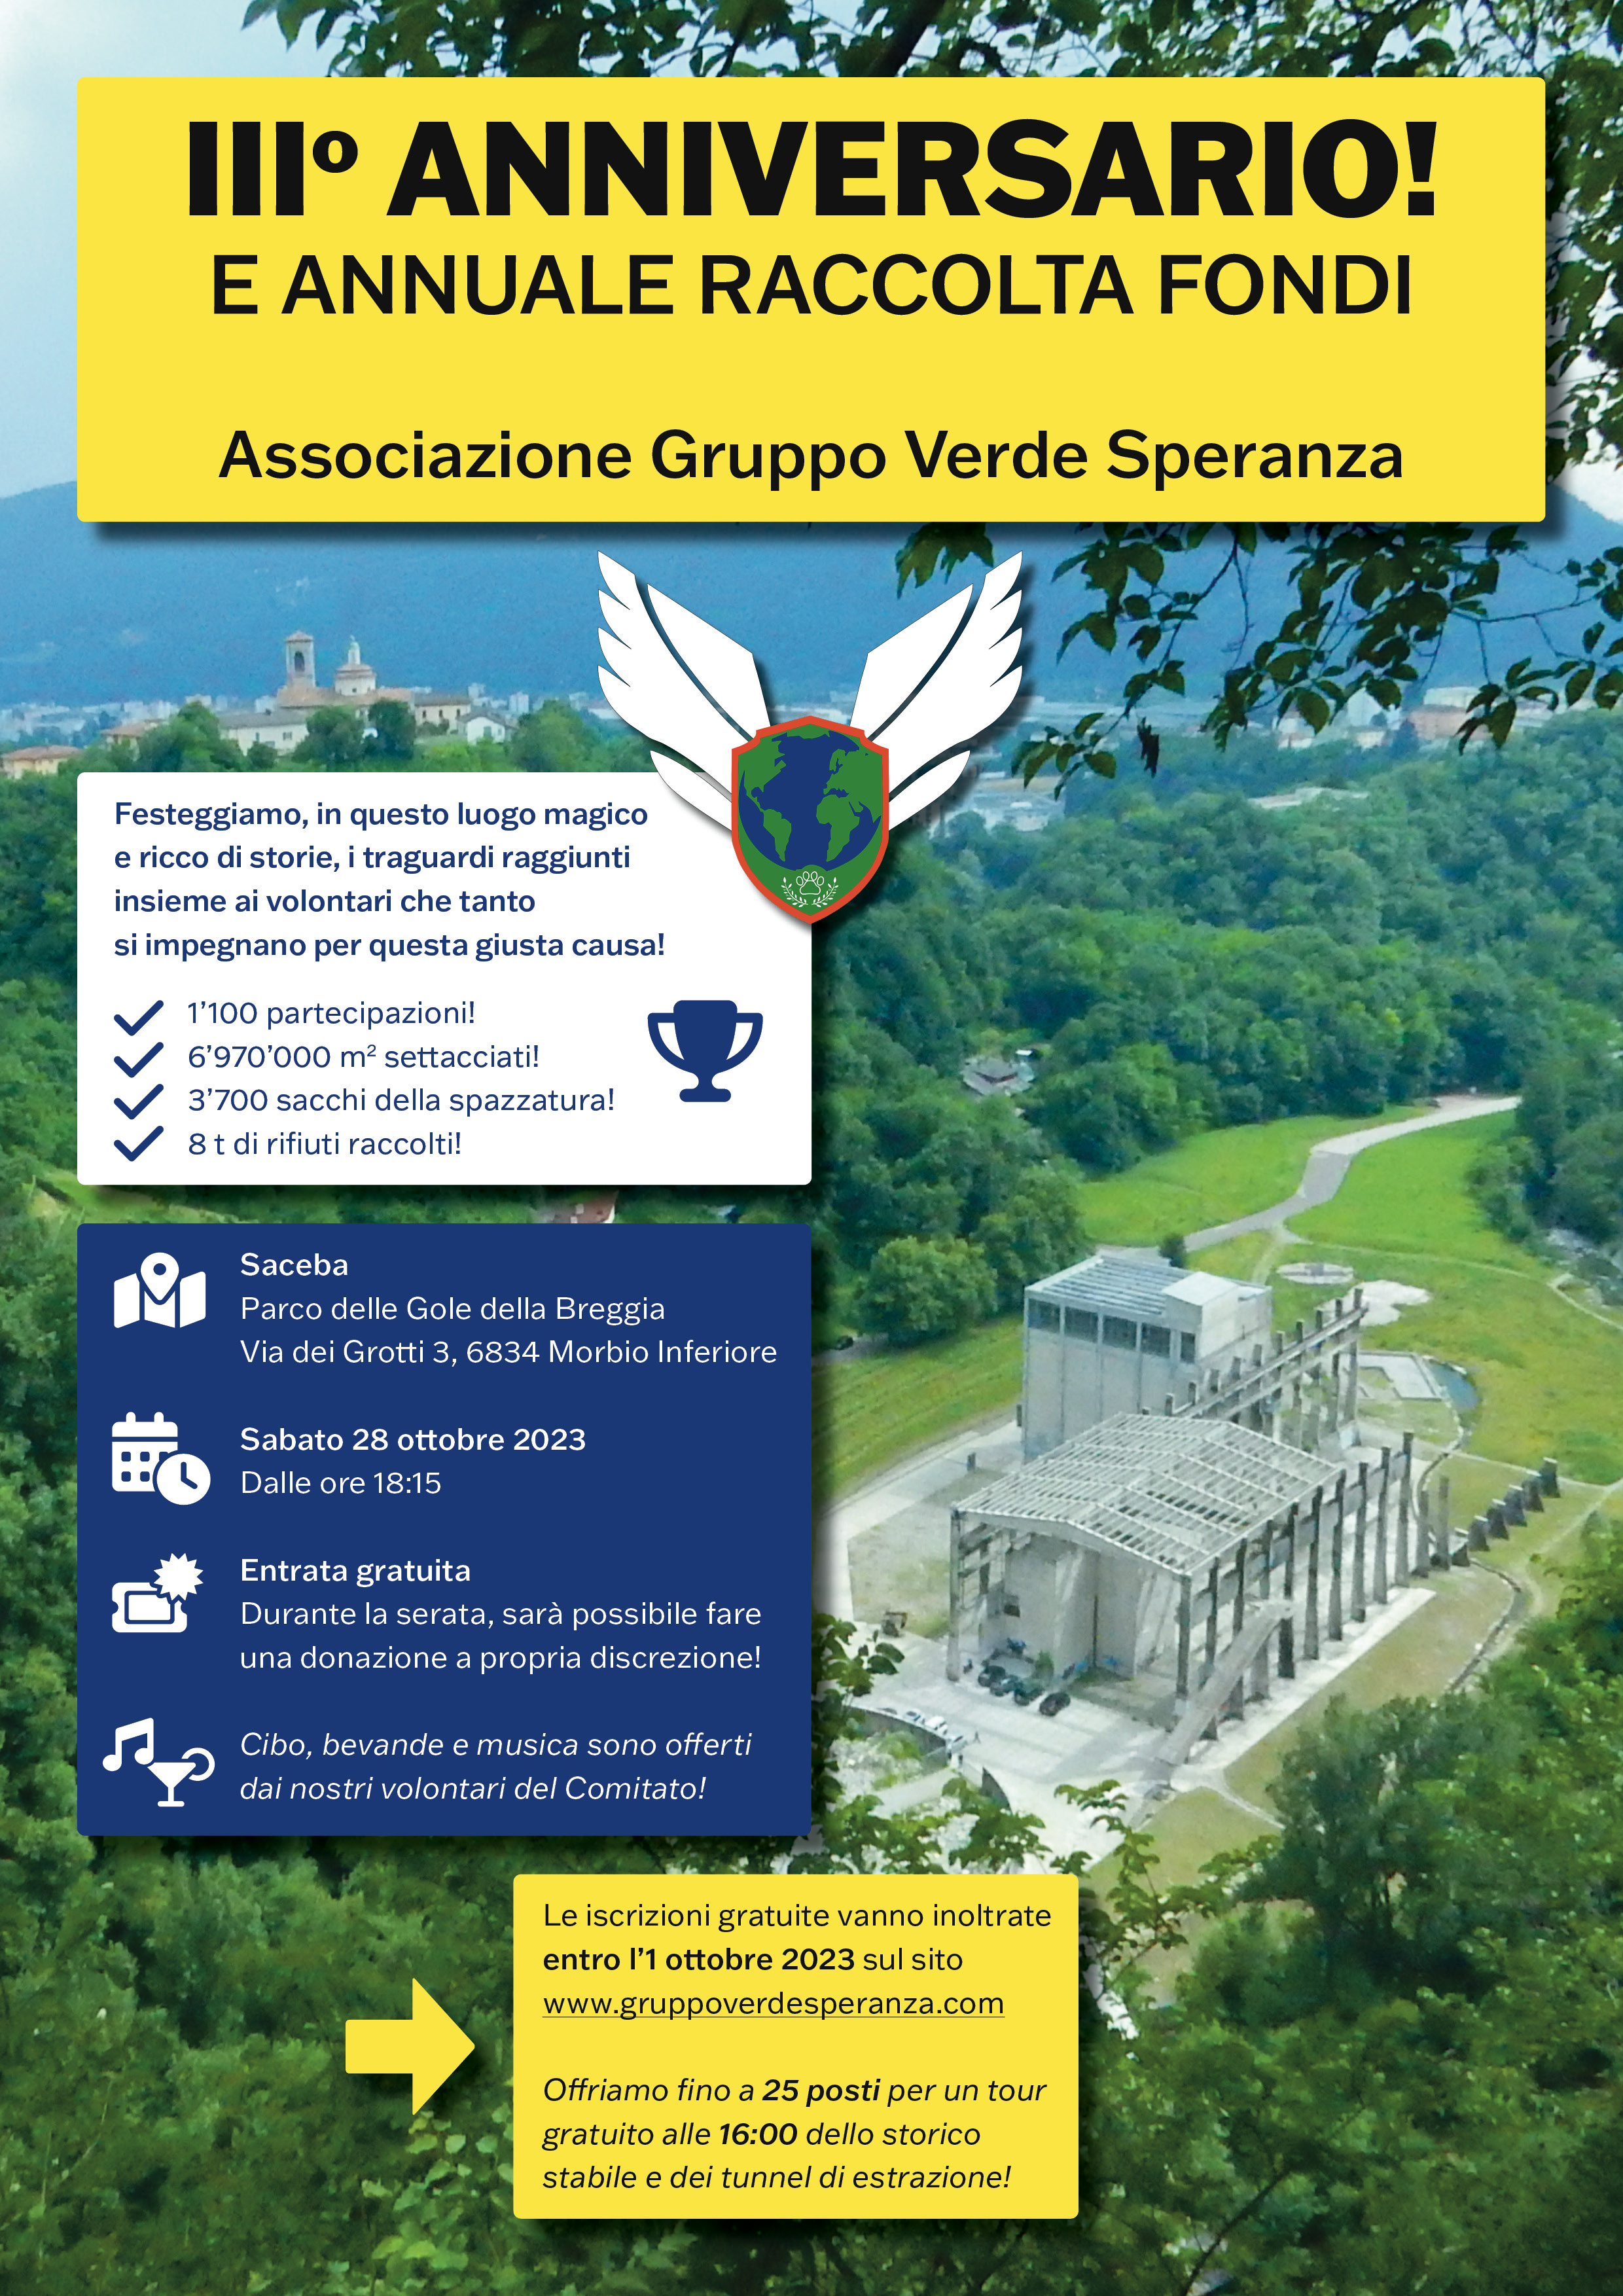 IIIº ANNIVERSARIO!
E ANNUALE RACCOLTA FONDI
Associazione Gruppo Verde Speranza
Festeggiamo, in questo luogo magico
e ricco di storie, i traguardi raggiunti
insieme ai volontari che tanto
si impegnano per questa giusta causa!
1’100 partecipazioni!
6’970’000 m² settacciati!
3’700 sacchi della spazzatura!
8 t di rifiuti raccolti!
Saceba
Parco delle Gole della Breggia
Via dei Grotti 3, 6834 Morbio Inferiore
Sabato 28 ottobre 2023
Dalle ore 18:15
Entrata gratuita
Durante la serata, sarà possibile fare
una donazione a propria discrezione!
Cibo, bevande e musica sono offerti
dai nostri volontari del Comitato!
Le iscrizioni gratuite vanno inoltrate
entro l’1 ottobre 2023 sul sito
www.gruppoverdesperanza.com
Offriamo fino a 25 posti per un tour
gratuito alle 16:00 dello storico
stabile e dei tunnel di estrazione!